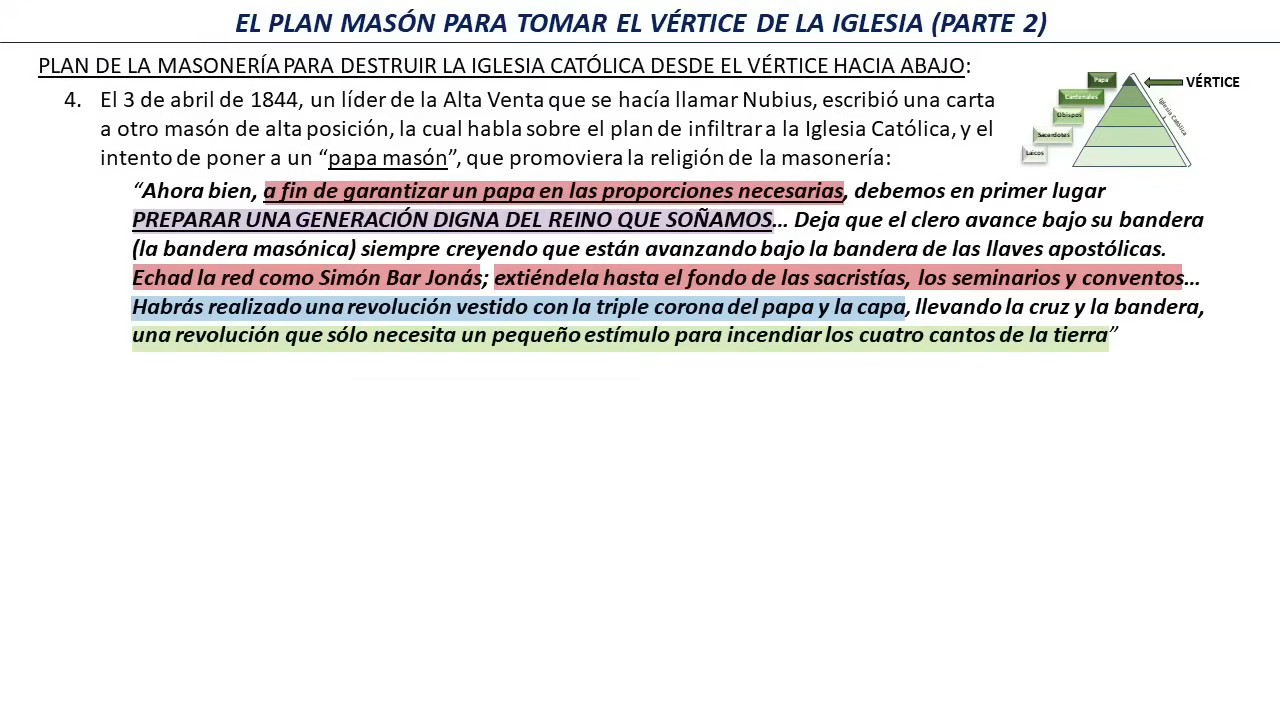 EL PLAN MASÓN PARA TOMAR EL VÉRTICE DE LA IGLESIA (PARTE 2)
PLAN DE LA MASONERÍA PARA DESTRUIR LA IGLESIA CATÓLICA DESDE EL VÉRTICE HACIA ABAJO:
4. El 3 de abril de 1844, un líder de la Alta Venta que se hacía llamar Nubius, escribió una carta
a otro masón de alta posición, la cual habla sobre el plan de infiltrar a la Iglesia Católica, y el
intento de poner a un “papa masón”, que promoviera la religión de la masonería:
“Ahora bien, a fin de garantizar un papa en las proporciones necesarias, debemos en primer lugar
PREPARAR UNA GENERACIÓN DIGNA DEL REINO QUE SOÑAMOS… Deja que el clero avance bajo su bandera
(la bandera masónica) siempre creyendo que están avanzando bajo la bandera de las llaves apostólicas.
Echad la red como Simón Bar Jonás; extiéndela hasta el fondo de las sacristías, los seminarios y conventos…
Habrás realizado una revolución vestido con la triple corona del papa y la capa, llevando la cruz y la bandera,
una revolución que sólo necesita un pequeño estímulo para incendiar los cuatro cantos de la tierra”
Papa
VÉRTICE
Cardenales
Obispos
Sacerdotes
Laicos
Iglesia Católica